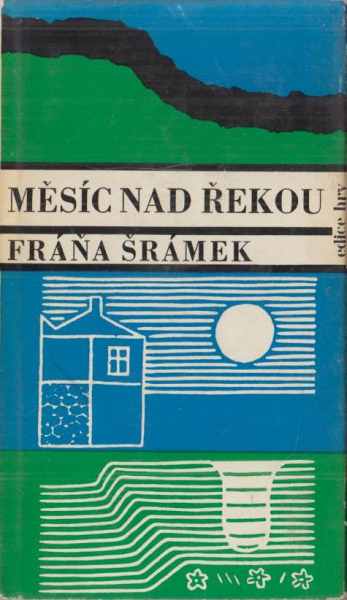 MĚSÍC NAD ŘEKOU
FRÁŇA ŠRÁMEK
edice hry